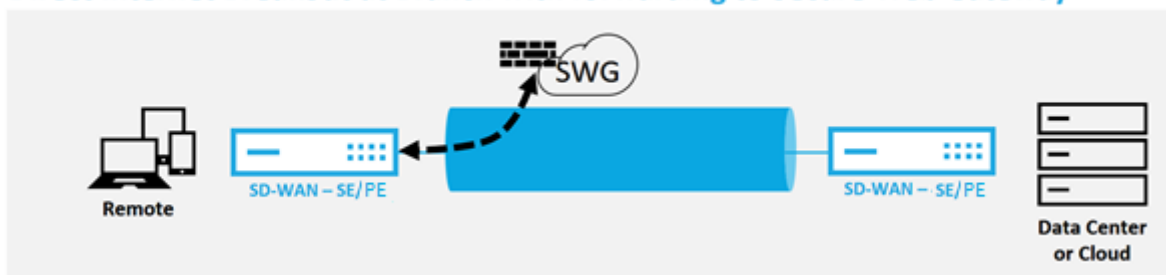 SWG
SD-WAN – SE/PE
SD-WAN – SE/PE
Remote
Data Center
or Cloud